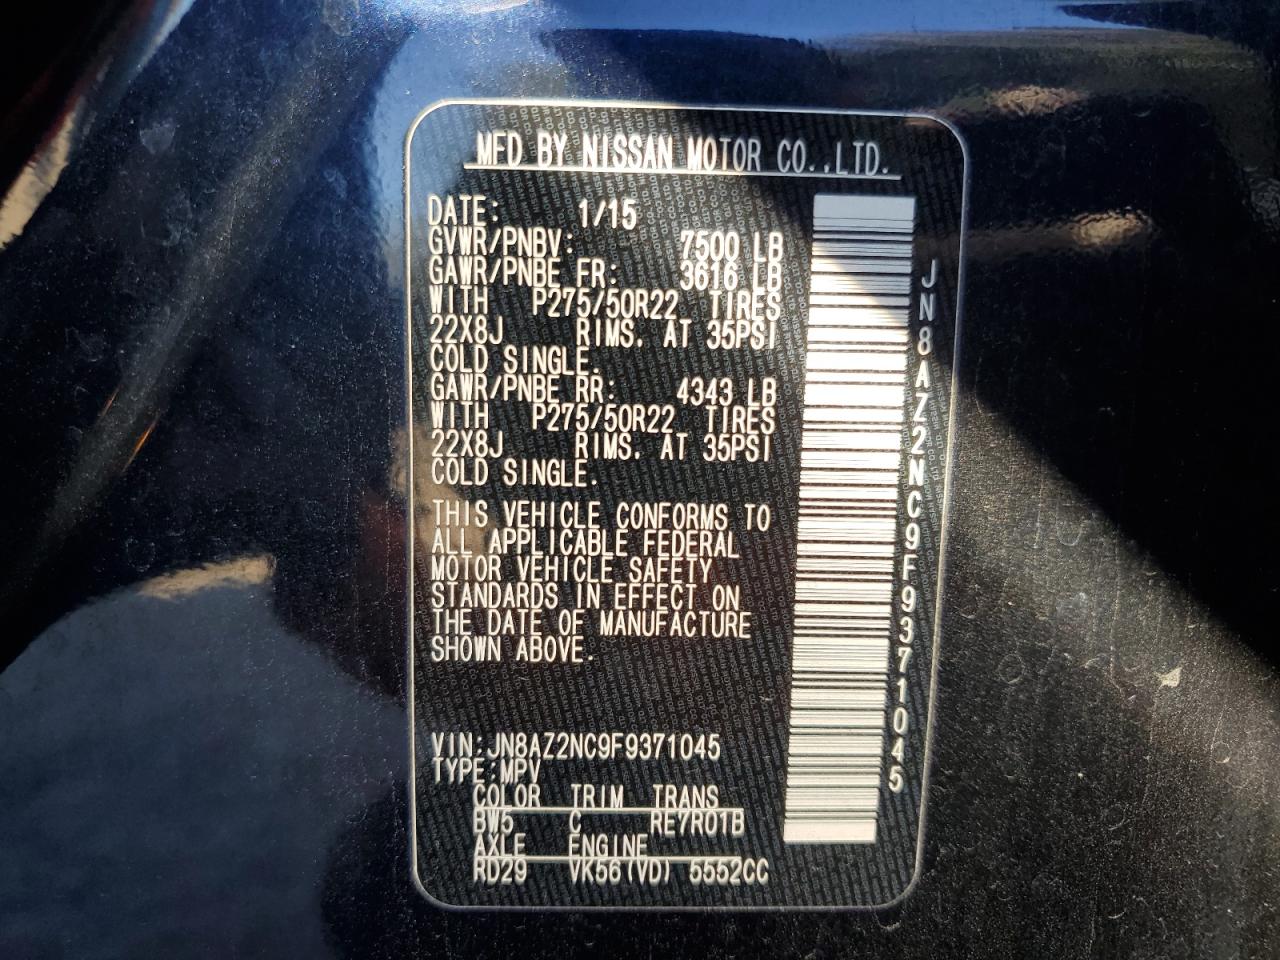 MFD BY NISSAN MOTOR CO.,LTD.
DATE: 1/15
GVWR/PNBV: 7500 LB
GAWR/PNBE FR: 3616 LB
WITH P275/50R22 TIRES
22X8J RIMS. AT 35PSI
COLD SINGLE.
GAWR/PNBE RR: 4343 LB
WITH P275/50R22 TIRES
22X8J RIMS. AT 35PSI
COLD SINGLE.
THIS VEHICLE CONFORMS TO
ALL APPLICABLE FEDERAL
MOTOR VEHICLE SAFETY
STANDARDS IN EFFECT ON
THE DATE OF MANUFACTURE
SHOWN ABOVE.
VIN:JN8AZ2NC9F9371045
TYPE:MPV
COLOR TRIM TRANS
BW5 C RE7R01B
AXLE ENGINE
RD29 VK56(VD) 5552CC
JN8AZ2NC9F9371045